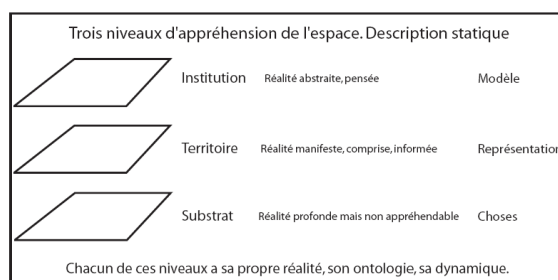 Trois niveaux d'appréhension de l'espace. Description statique
Institution Réalité abstraite, pensée Modèle
Territoire Réalité manifeste, comprise, informée Représentation
Substrat Réalité profonde mais non appréhendable Choses
Chacun de ces niveaux a sa propre réalité, son ontologie, sa dynamique.